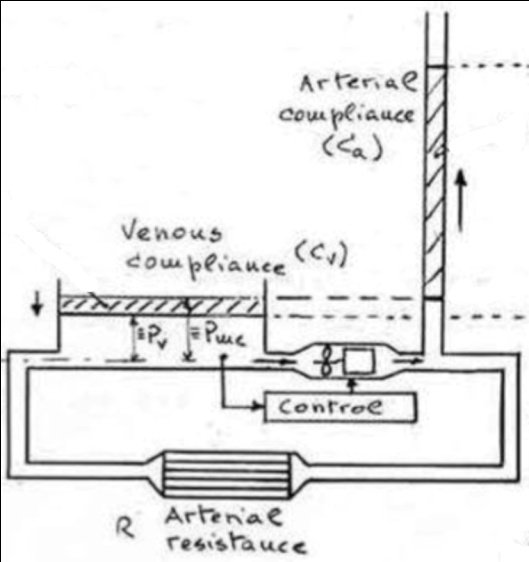 Arterial
compliance
(Ca)
Venous
compliance
(Cv)
≡Pv
≡Pmc
Control
R
Arterial
resistance